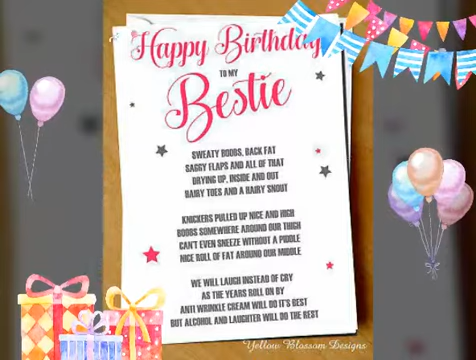 Happy Birthday
TO MY
Bestie
SWEATY BOOBS, BACK FAT
SAGGY FLAPS AND ALL OF THAT
DRYING UP, INSIDE AND OUT
HAIRY TOES AND A HAIRY SNOUT
KNICKERS PULLED UP NICE AND HIGH
BOOBS SOMEWHERE AROUND OUR THIGH
CAN'T EVEN SNEEZE WITHOUT A PIDDLE
NICE ROLL OF FAT AROUND OUR MIDDLE
WE WILL LAUGH INSTEAD OF CRY
AS THE YEARS ROLL ON BY
ANTI WRINKLE CREAM WILL DO IT'S BEST
BUT ALCOHOL AND LAUGHTER WILL DO THE REST
Yellow Blossom Designs